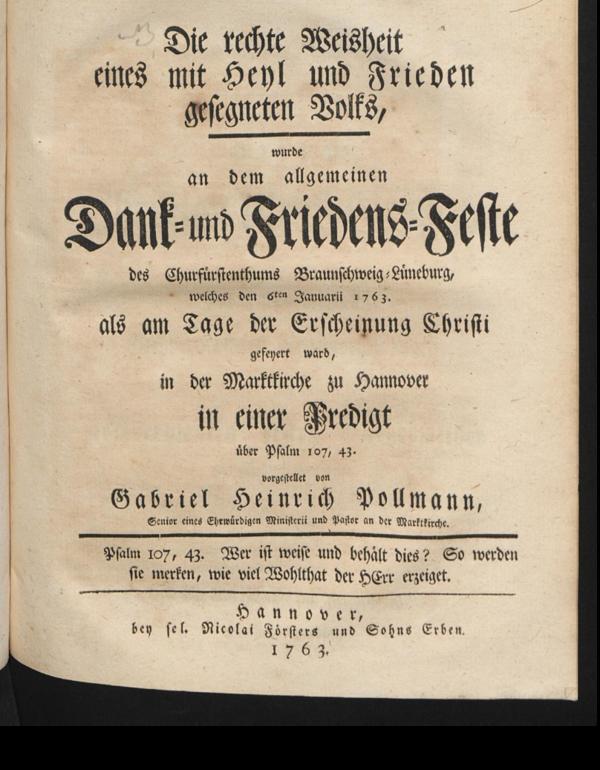 Die rechte Weisheit
eines mit Heyl und Frieden
gesegneten Volks,
wurde
an dem allgemeinen
Dank- und Friedens-Feste
des Churfürstenthums Braunschweig-Lüneburg,
welches den 6ten Januarii 1763.
als am Tage der Erscheinung Christi
gefeyert ward,
in der Marktkirche zu Hannover
in einer Predigt
über Psalm 107, 43.
vorgestellet von
Gabriel Heinrich Pollmann,
Senior eines Ehrwürdigen Ministerii und Pastor an der Marktkirche.
Psalm 107, 43. Wer ist weise und behält dies? So werden
sie merken, wie viel Wohlthat der HErr erzeiget.
Hannover,
bey sel. Nicolai Försters und Sohns Erben.
1763.